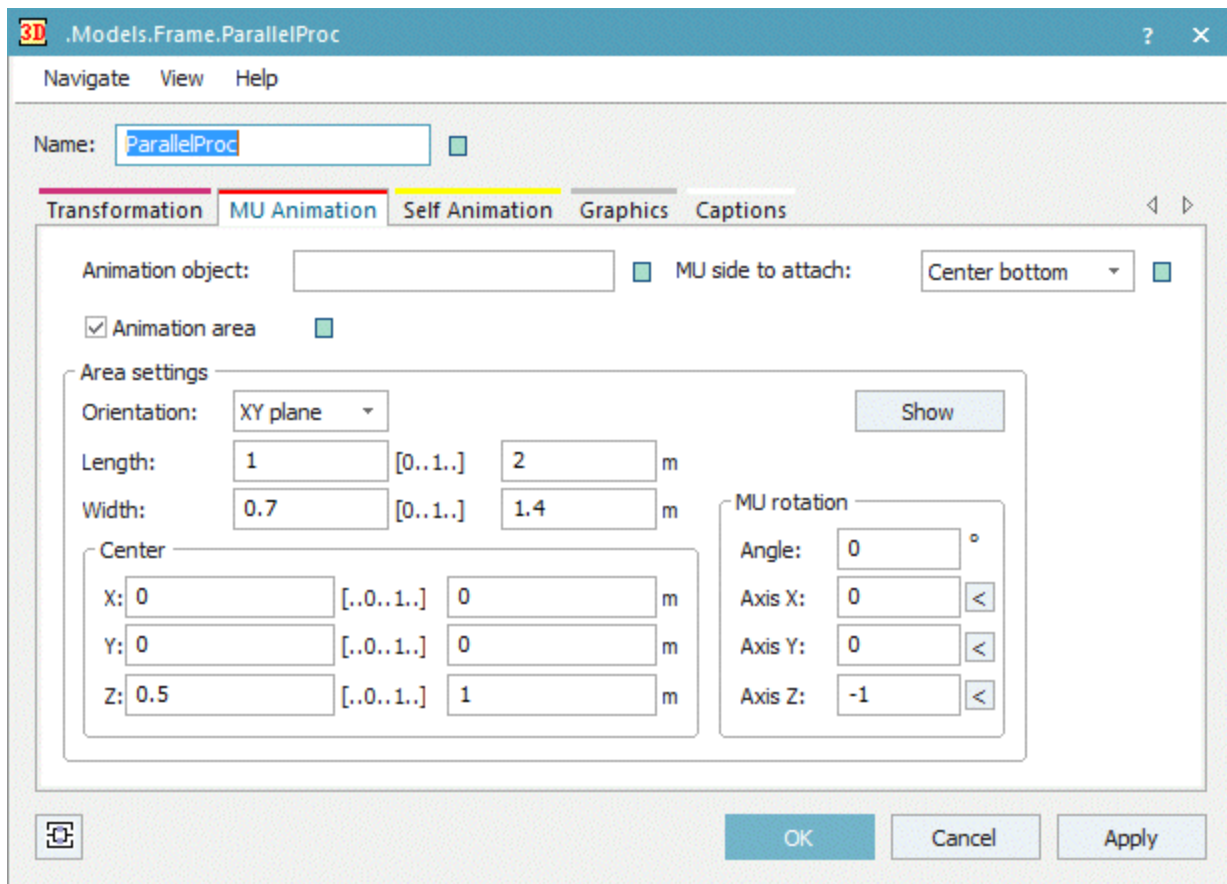 3D .Models.Frame.ParallelProc ? ×
Navigate View Help
Name: ParallelProc
Transformation MU Animation Self Animation Graphics Captions
Animation object: MU side to attach: Center bottom
Animation area
Area settings
Orientation: XY plane Show
Length: 1 [0..1..] 2 m
Width: 0.7 [0..1..] 1.4 m
MU rotation
Center
Angle: 0 °
X: 0 [..0..1..] 0 m Axis X: 0 <
Y: 0 [..0..1..] 0 m Axis Y: 0 <
Z: 0.5 [..0..1..] 1 m Axis Z: -1 <
OK Cancel Apply